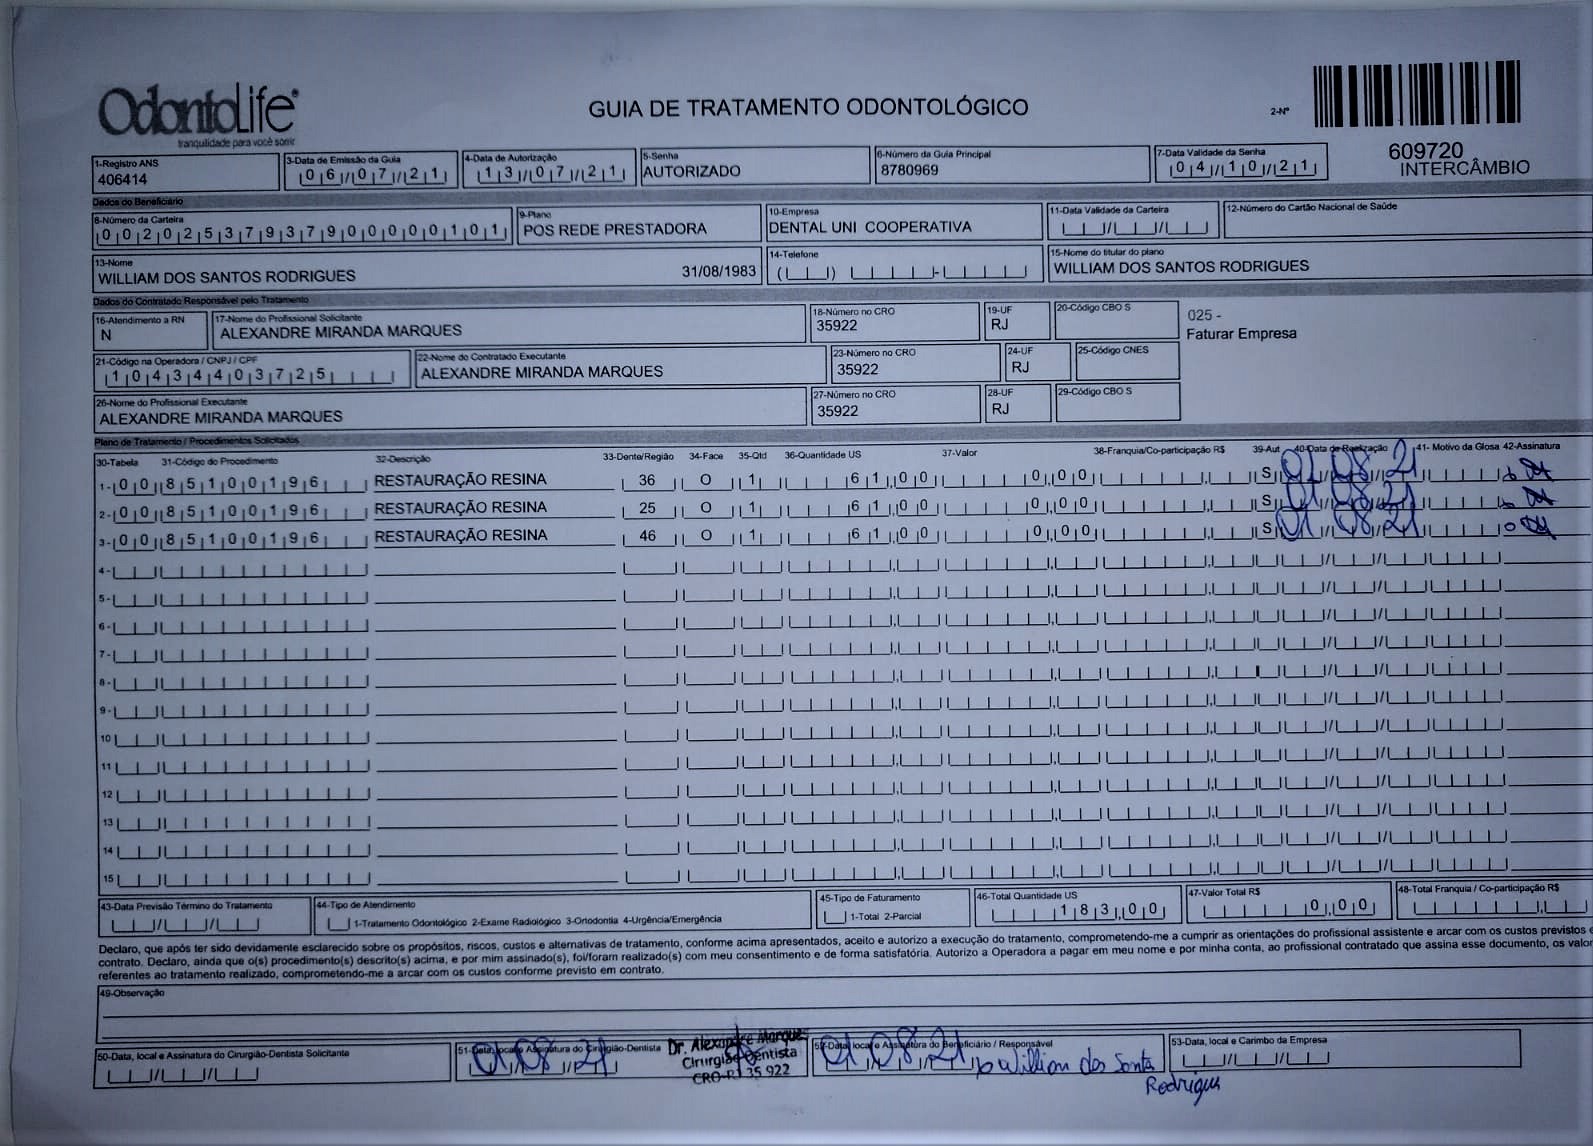 OdontoLife®
tranquilidade para você sorrir
GUIA DE TRATAMENTO ODONTOLÓGICO
2-Nº
609720
INTERCÂMBIO
1-Registro ANS
406414
3-Data de Emissão da Guia
06/07/21
4-Data de Autorização
13/07/21
5-Senha
AUTORIZADO
6-Número da Guia Principal
8780969
7-Data Validade da Senha
04/10/21
Dados do Beneficiário
8-Número da Carteira
00202537937900000101
9-Plano
POS REDE PRESTADORA
10-Empresa
DENTAL UNI COOPERATIVA
11-Data Validade da Carteira
12-Número do Cartão Nacional de Saúde
13-Nome
WILLIAM DOS SANTOS RODRIGUES 31/08/1983
14-Telefone
15-Nome do titular do plano
WILLIAM DOS SANTOS RODRIGUES
Dados do Contratado Responsável pelo Tratamento
16-Atendimento a RN
N
17-Nome do Profissional Solicitante
ALEXANDRE MIRANDA MARQUES
18-Número no CRO
35922
19-UF
RJ
20-Código CBO S
025 -
Faturar Empresa
21-Código na Operadora / CNPJ / CPF
10434403725
22-Nome do Contratado Executante
ALEXANDRE MIRANDA MARQUES
23-Número no CRO
35922
24-UF
RJ
25-Código CNES
26-Nome do Profissional Executante
ALEXANDRE MIRANDA MARQUES
27-Número no CRO
35922
28-UF
RJ
29-Código CBO S
Plano de Tratamento / Procedimentos Solicitados
30-Tabela 31-Código do Procedimento 32-Descrição 33-Dente/Região 34-Face 35-Qtd 36-Quantidade US 37-Valor 38-Franquia/Co-participação R$ 39-Aut 40-Data de Realização 41- Motivo da Glosa 42-Assinatura
1- 00 85100196 RESTAURAÇÃO RESINA 36 O 1 61,00 0,00 S 01/08/21
2- 00 85100196 RESTAURAÇÃO RESINA 25 O 1 61,00 0,00 S 01/08/21
3- 00 85100196 RESTAURAÇÃO RESINA 46 O 1 61,00 0,00 S 01/08/21
4-
5-
6-
7-
8-
9-
10
11
12
13
14
15
43-Data Previsão Término do Tratamento
44-Tipo de Atendimento
1-Tratamento Odontológico 2-Exame Radiológico 3-Ortodontia 4-Urgência/Emergência
45-Tipo de Faturamento
1-Total 2-Parcial
46-Total Quantidade US
183,00
47-Valor Total R$
0,00
48-Total Franquia / Co-participação R$
Declaro, que após ter sido devidamente esclarecido sobre os propósitos, riscos, custos e alternativas de tratamento, conforme acima apresentados, aceito e autorizo a execução do tratamento, comprometendo-me a cumprir as orientações do profissional assistente e arcar com os custos previstos e
contrato. Declaro, ainda que o(s) procedimento(s) descrito(s) acima, e por mim assinado(s), foi/foram realizado(s) com meu consentimento e de forma satisfatória. Autorizo a Operadora a pagar em meu nome e por minha conta, ao profissional contratado que assina esse documento, os valor
referentes ao tratamento realizado, comprometendo-me a arcar com os custos conforme previsto em contrato.
49-Observação
50-Data, local e Assinatura do Cirurgião-Dentista Solicitante
51-Data, local e Assinatura do Cirurgião-Dentista
01/08/21
Dr. Alexandre Marques
Cirurgião Dentista
CRO-RJ 35 922
52-Data, local e Assinatura do Beneficiário / Responsável
01/08/21
William dos Santos
Rodrigues
53-Data, local e Carimbo da Empresa